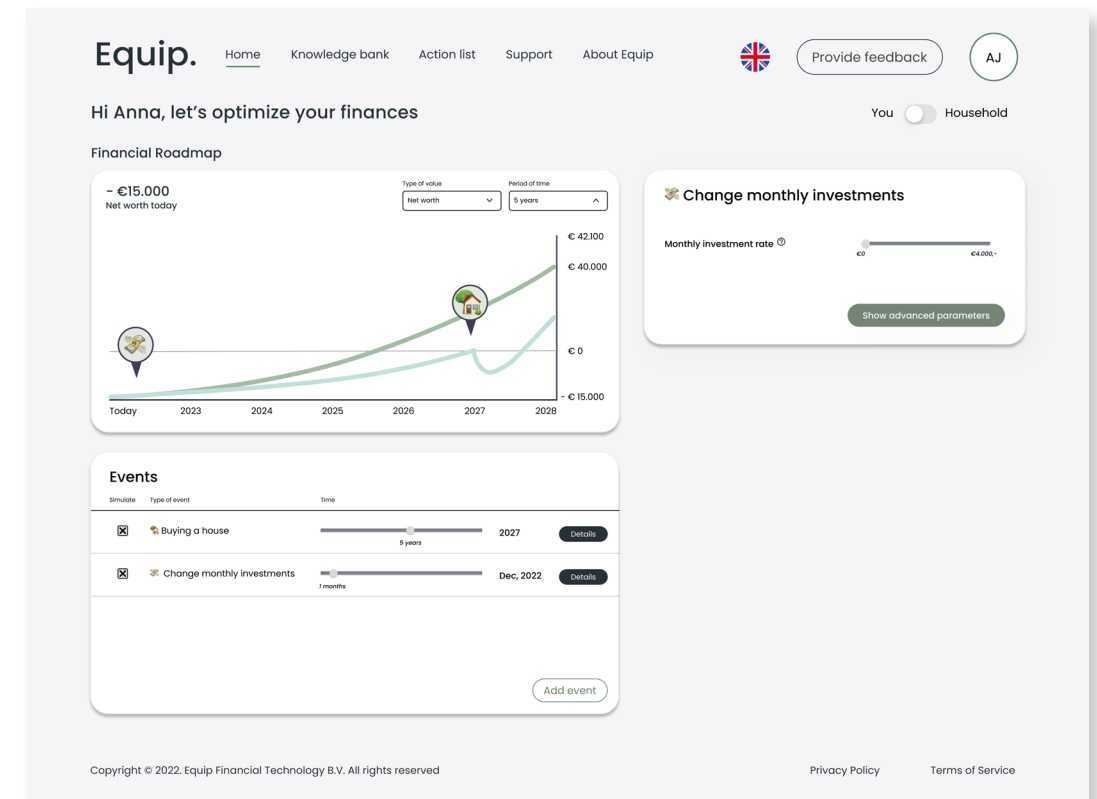 Equip.
Home Knowledge bank Action list Support About Equip
Provide feedback
AJ
Hi Anna, let's optimize your finances
You Household
Financial Roadmap
- €15.000
Net worth today
Type of value
Net worth
Period of time
5 years
€ 42.100
€ 40.000
€ 0
- € 15.000
Today 2023 2024 2025 2026 2027 2028
Change monthly investments
Monthly investment rate ?
€0 €4.000,-
Show advanced parameters
Events
Simulate Type of event Time
Buying a house 2027 Details
5 years
Change monthly investments Dec, 2022 Details
1 months
Add event
Copyright © 2022. Equip Financial Technology B.V. All rights reserved
Privacy Policy Terms of Service